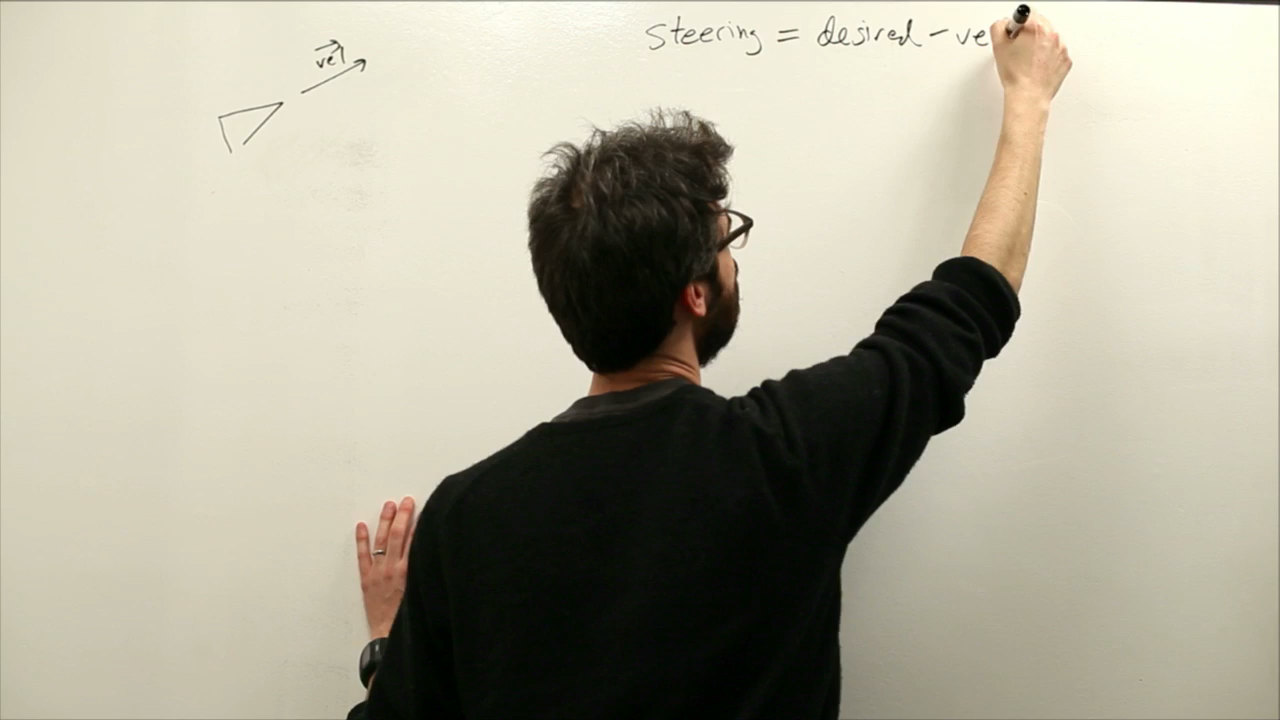 steering = desired - ve
vel